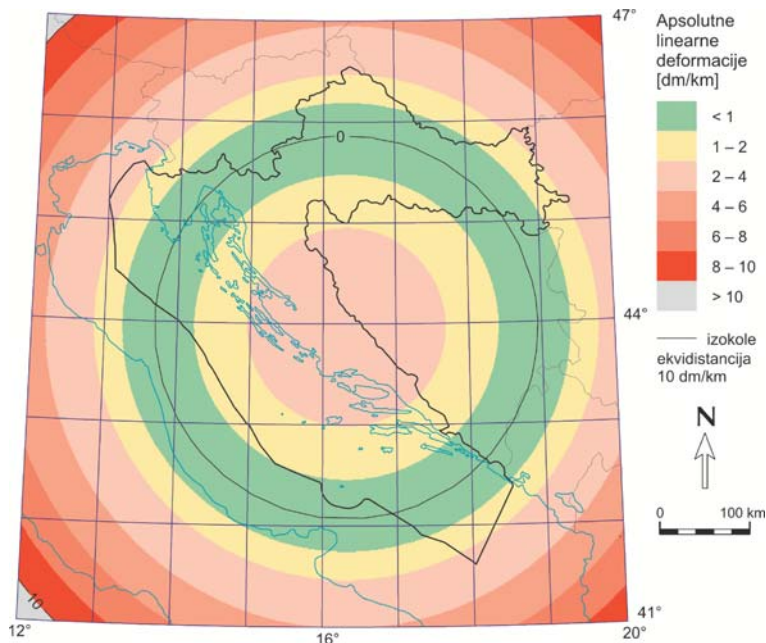 47°
Apsolutne
linearne
deformacije
[dm/km]
< 1
1 – 2
2 – 4
4 – 6
6 – 8
8 – 10
> 10
0
44°
izokole
ekvidistancija
10 dm/km
N
0 100 km
10
41°
12° 16° 20°